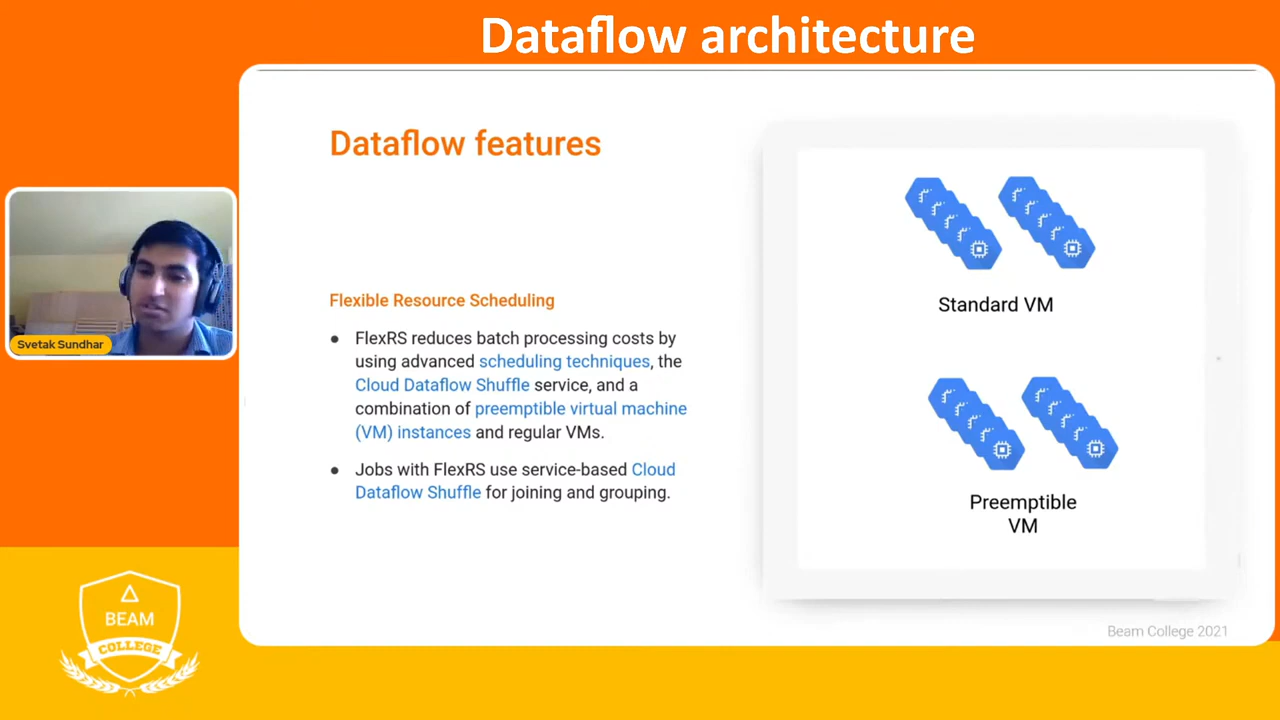 Dataflow architecture
Dataflow features
Flexible Resource Scheduling
● FlexRS reduces batch processing costs by
using advanced scheduling techniques, the
Cloud Dataflow Shuffle service, and a
combination of preemptible virtual machine
(VM) instances and regular VMs.
● Jobs with FlexRS use service-based Cloud
Dataflow Shuffle for joining and grouping.
Standard VM
Preemptible
VM
Svetak Sundhar
BEAM
COLLEGE
Beam College 2021